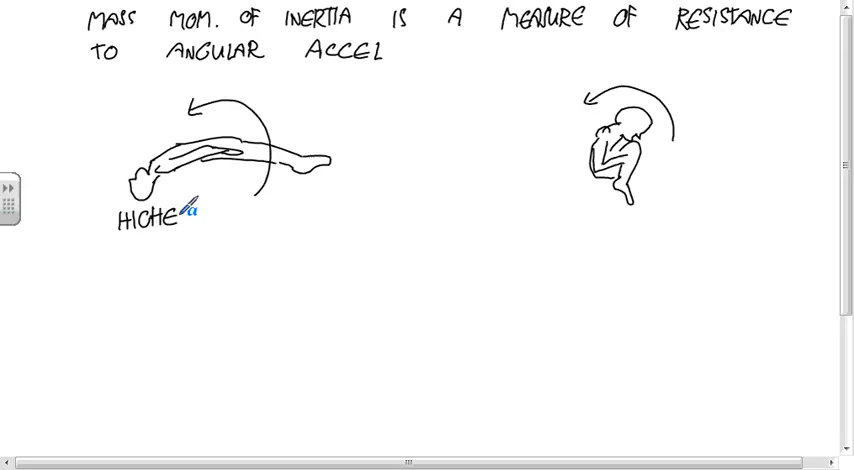 MASS MOM. OF INERTIA IS A MEASURE OF RESISTANCE
TO ANGULAR ACCEL
HIGHE